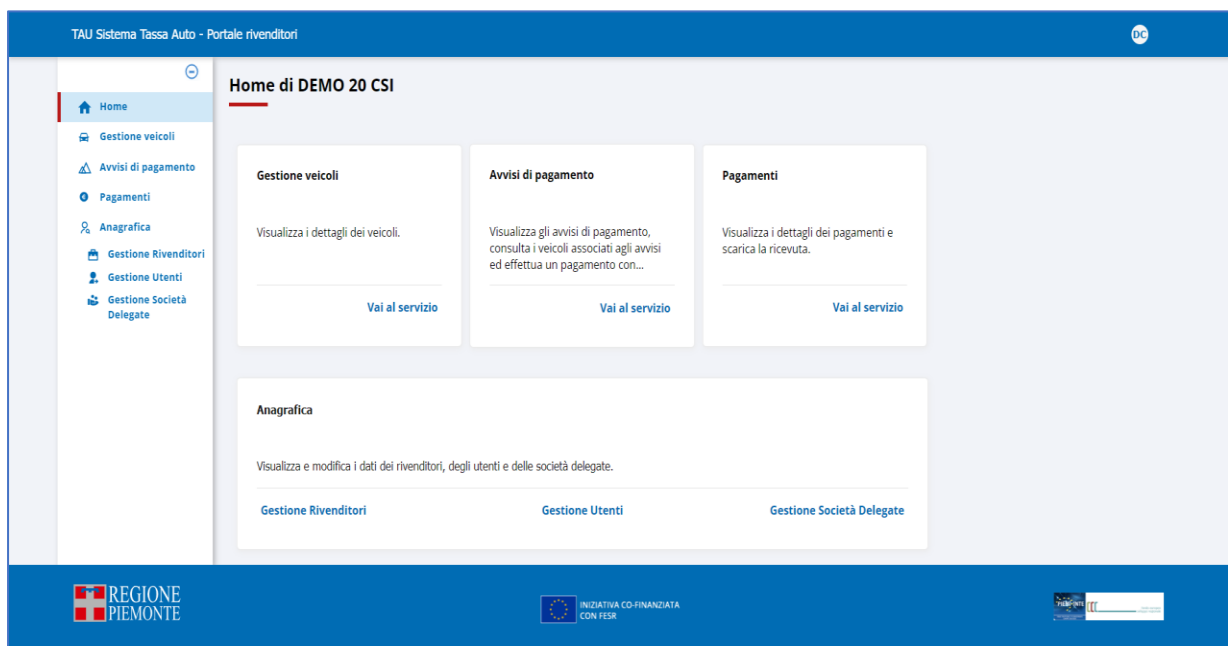 TAU Sistema Tassa Auto - Portale rivenditori
DC
Home di DEMO 20 CSI
Home
Gestione veicoli
Avvisi di pagamento
Pagamenti
Anagrafica
Gestione Rivenditori
Gestione Utenti
Gestione Società
Delegate
Gestione veicoli
Visualizza i dettagli dei veicoli.
Vai al servizio
Avvisi di pagamento
Visualizza gli avvisi di pagamento,
consulta i veicoli associati agli avvisi
ed effettua un pagamento con...
Vai al servizio
Pagamenti
Visualizza i dettagli dei pagamenti e
scarica la ricevuta.
Vai al servizio
Anagrafica
Visualizza e modifica i dati dei rivenditori, degli utenti e delle società delegate.
Gestione Rivenditori
Gestione Utenti
Gestione Società Delegate
REGIONE
PIEMONTE
INIZIATIVA CO-FINANZIATA
CON FESR